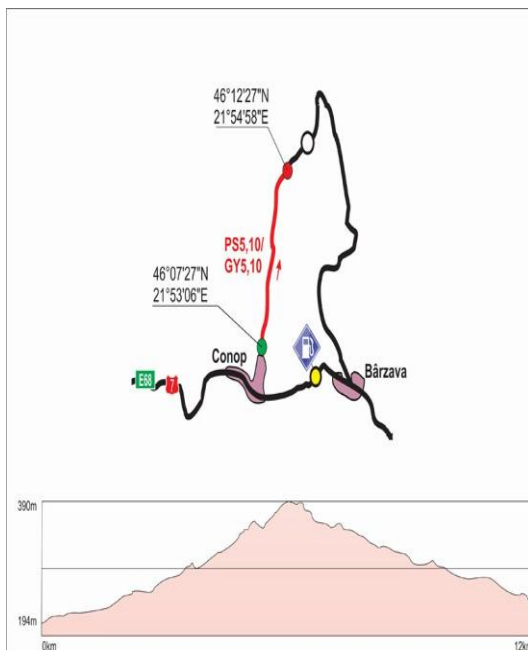 46°12'27"N
21°54'58"E
PS5,10/
GY5,10
46°07'27"N
21°53'06"E
Conop
Bârzava
E68
7
390m
194m
0km
12k